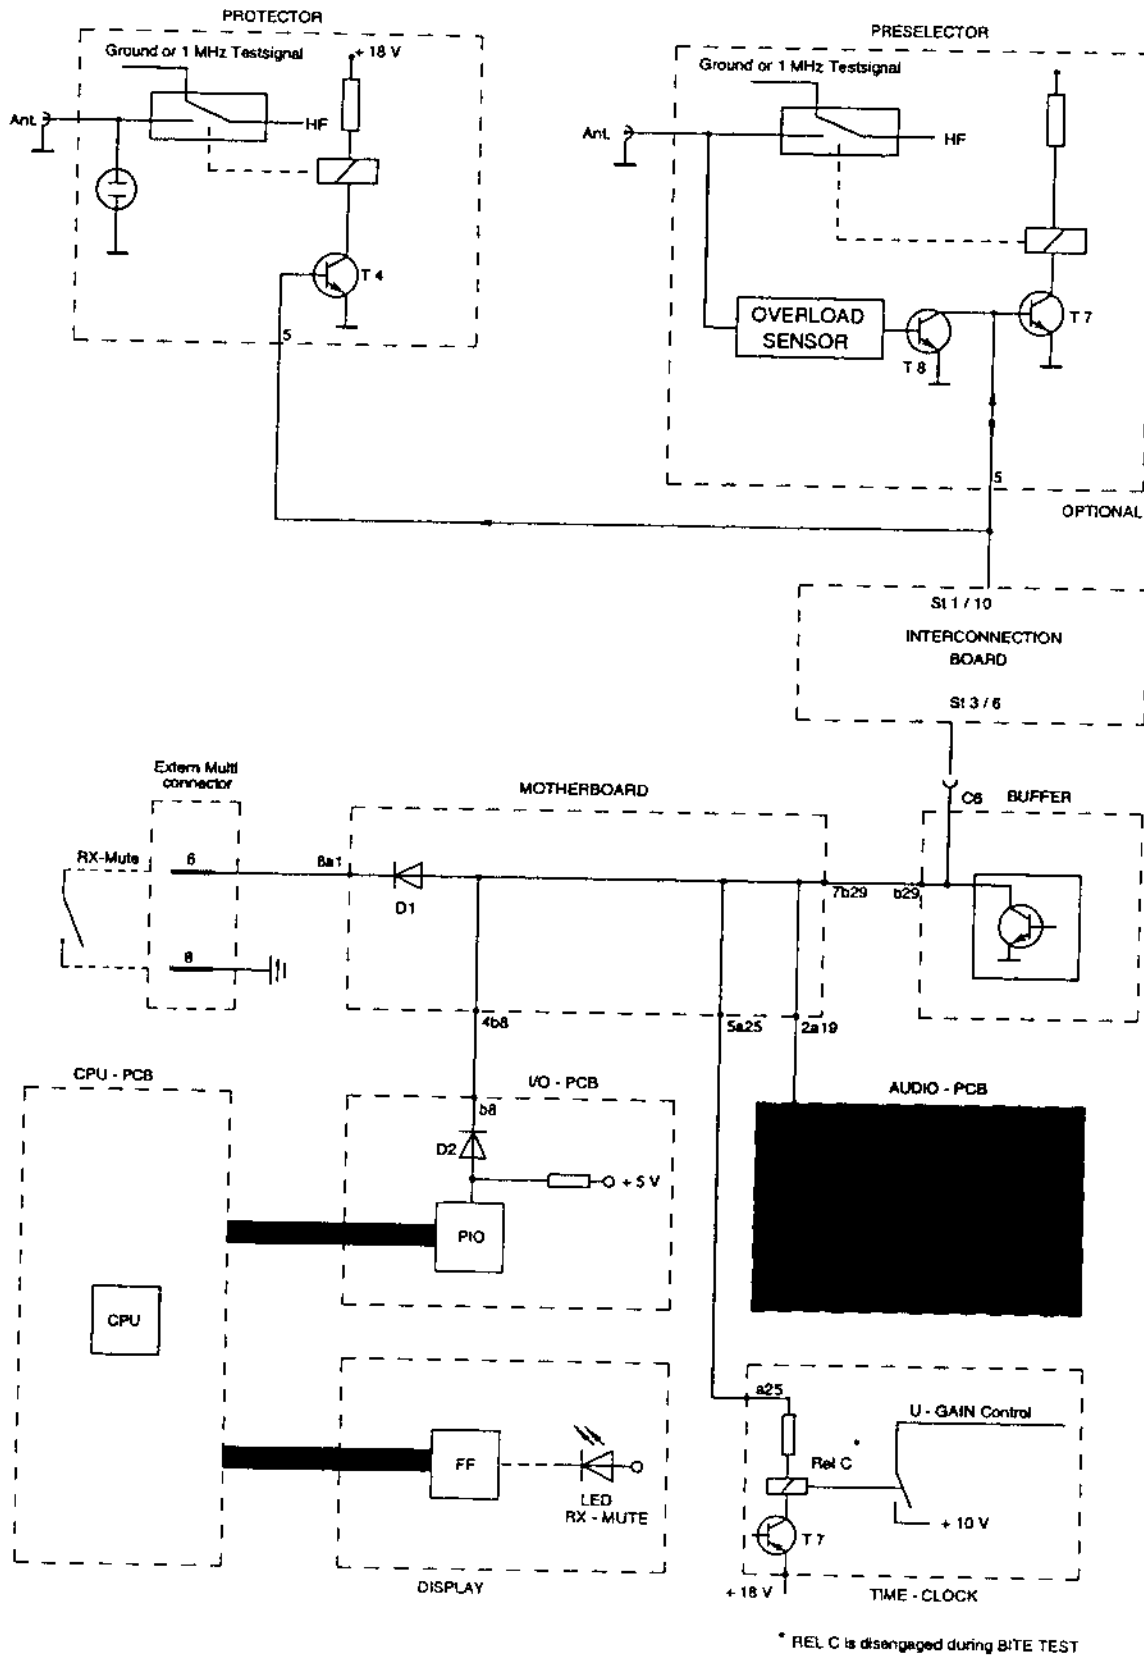 PROTECTOR
Ground or 1 MHz Testsignal
+ 18 V
Ant.
HF
T 4
5
PRESELECTOR
Ground or 1 MHz Testsignal
Ant.
HF
OVERLOAD
SENSOR
T 8
T 7
5
OPTIONAL
St 1 / 10
INTERCONNECTION
BOARD
St 3 / 6
Extern Multi
connector
MOTHERBOARD
C6
BUFFER
RX-Mute
6
8a1
D1
7b29
b29
8
4b8
5a25
2a19
CPU - PCB
I/O - PCB
AUDIO - PCB
b8
D2
+ 5 V
PIO
CPU
a25
U - GAIN Control
FF
LED
RX - MUTE
Rel C *
+ 10 V
T 7
DISPLAY
+ 18 V
TIME - CLOCK
* REL C is disengaged during BITE TEST